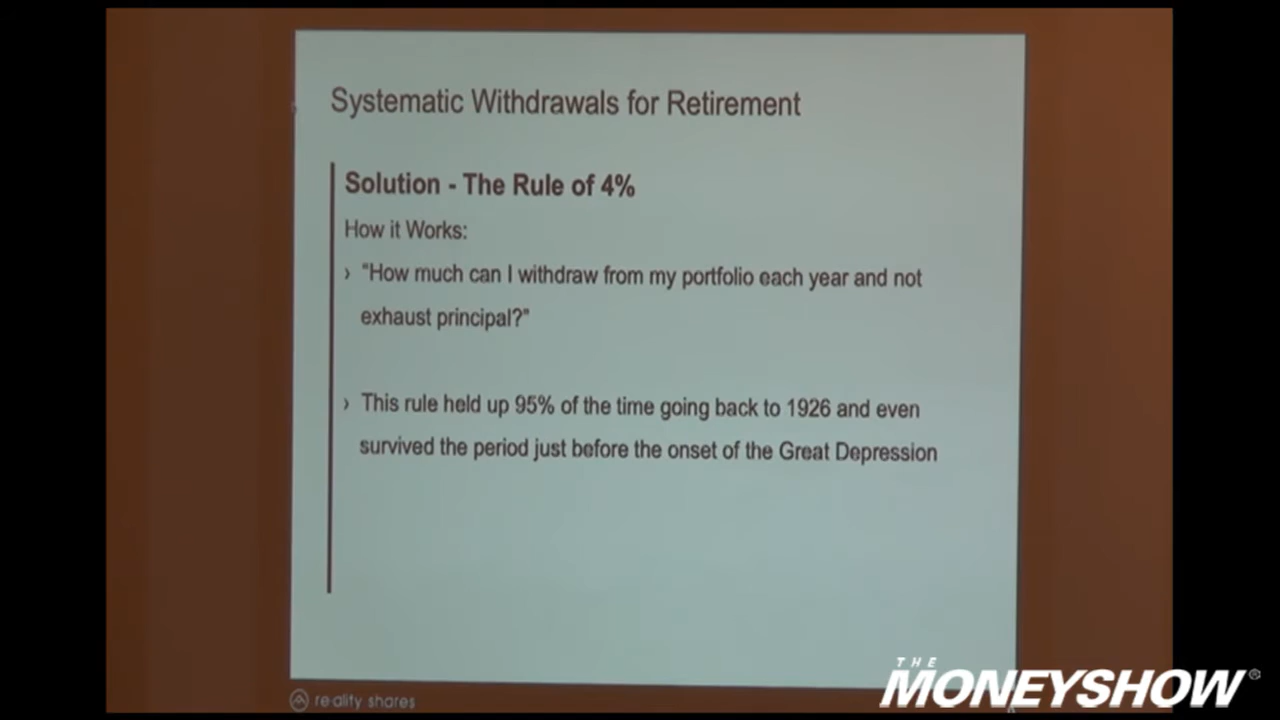 Systematic Withdrawals for Retirement
Solution - The Rule of 4%
How it Works:
› “How much can I withdraw from my portfolio each year and not
exhaust principal?”
› This rule held up 95% of the time going back to 1926 and even
survived the period just before the onset of the Great Depression
reality shares
THE
MONEYSHOW®